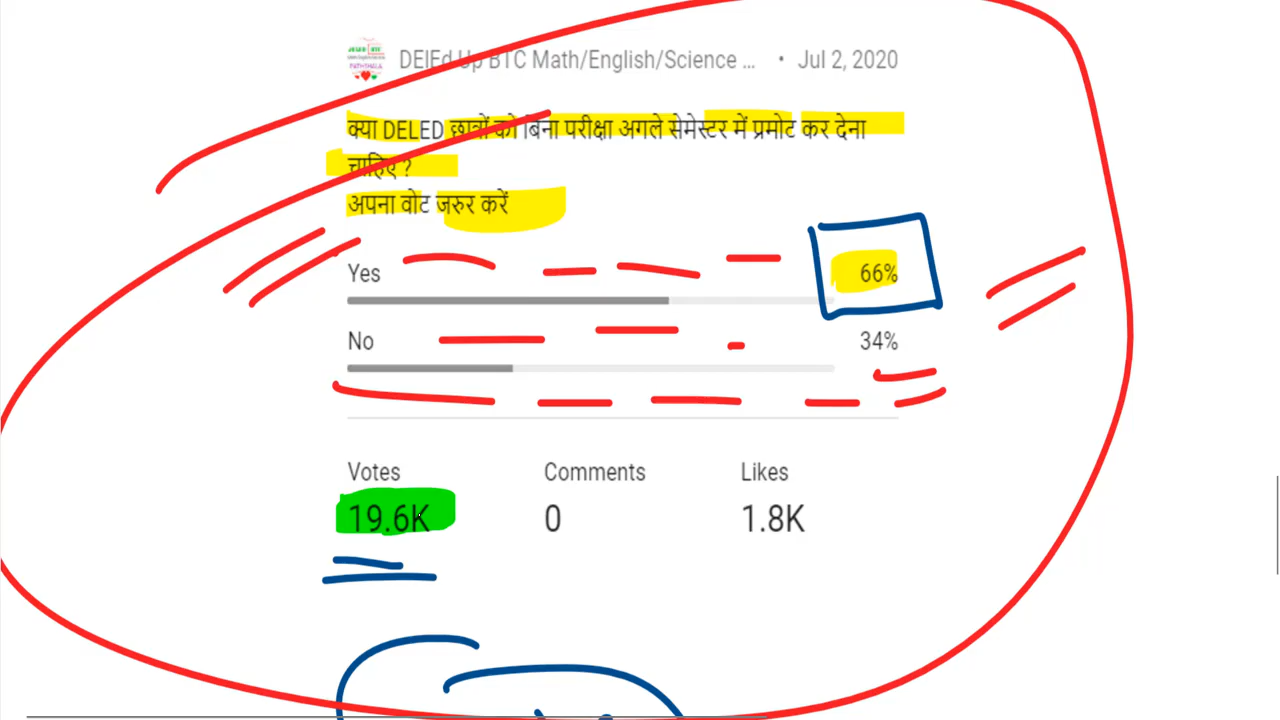 DElEd Up BTC Math/English/Science ... • Jul 2, 2020
क्या DELED छात्रों को बिना परीक्षा अगले सेमेस्टर में प्रमोट कर देना
चाहिए ?
अपना वोट जरुर करें
Yes 66%
No 34%
Votes Comments Likes
19.6K 0 1.8K